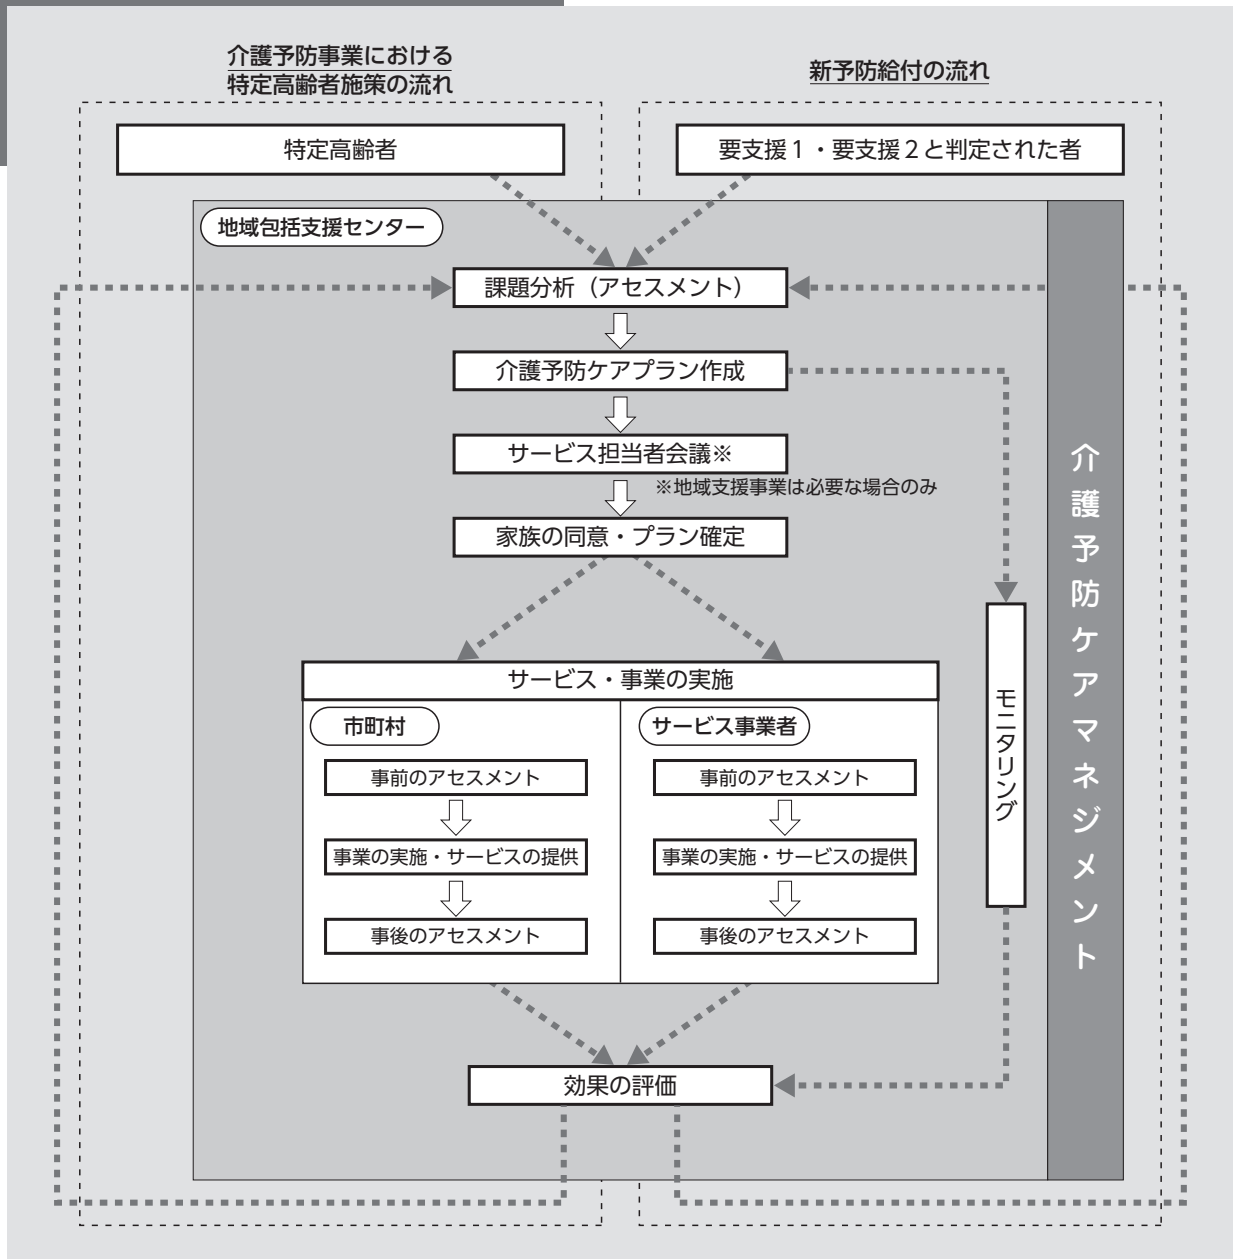 介護予防事業における
特定高齢者施策の流れ
新予防給付の流れ
特定高齢者
要支援1・要支援2と判定された者
地域包括支援センター
課題分析(アセスメント)
介護予防ケアプラン作成
サービス担当者会議※
※地域支援事業は必要な場合のみ
家族の同意・プラン確定
サービス・事業の実施
市町村
事前のアセスメント
事業の実施・サービスの提供
事後のアセスメント
サービス事業者
事前のアセスメント
事業の実施・サービスの提供
事後のアセスメント
モニタリング
効果の評価
介護予防ケアマネジメント